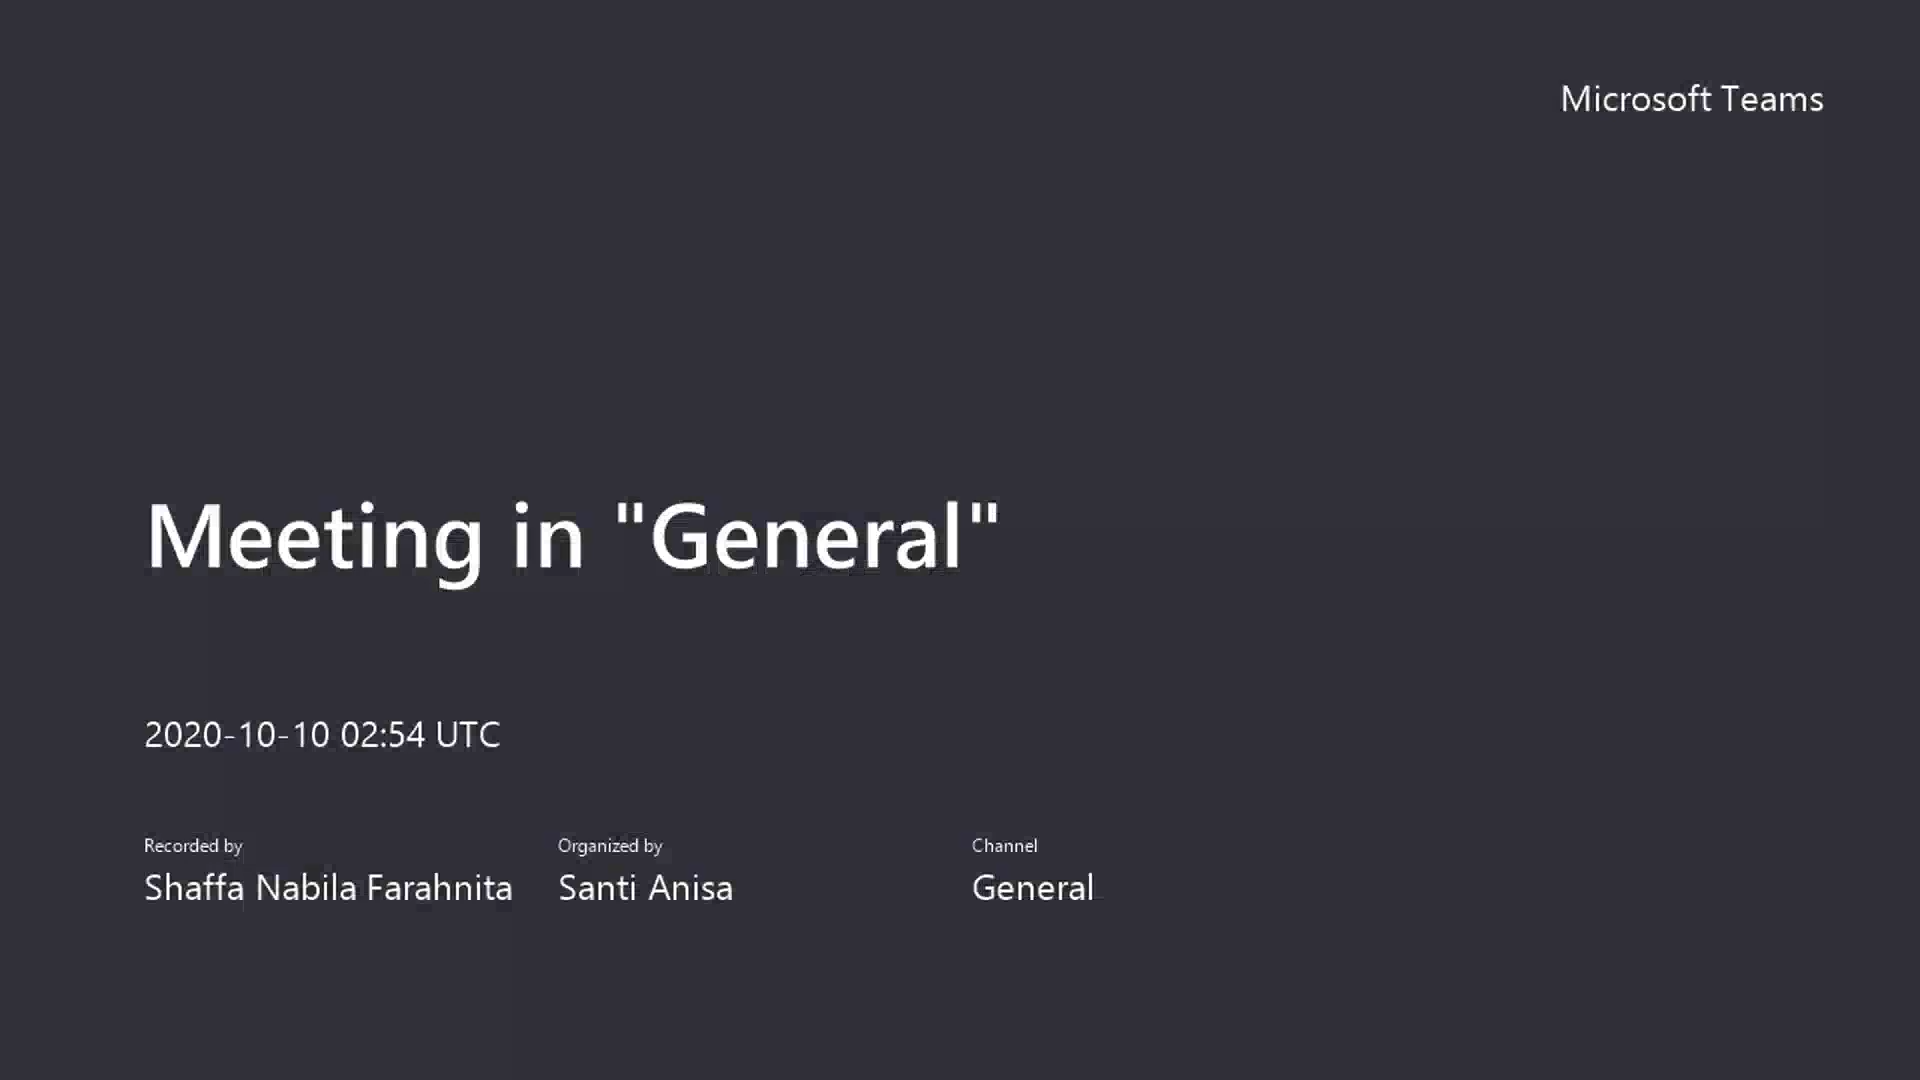 Microsoft Teams
Meeting in "General"
2020-10-10 02:54 UTC
Recorded by
Shaffa Nabila Farahnita
Organized by
Santi Anisa
Channel
General